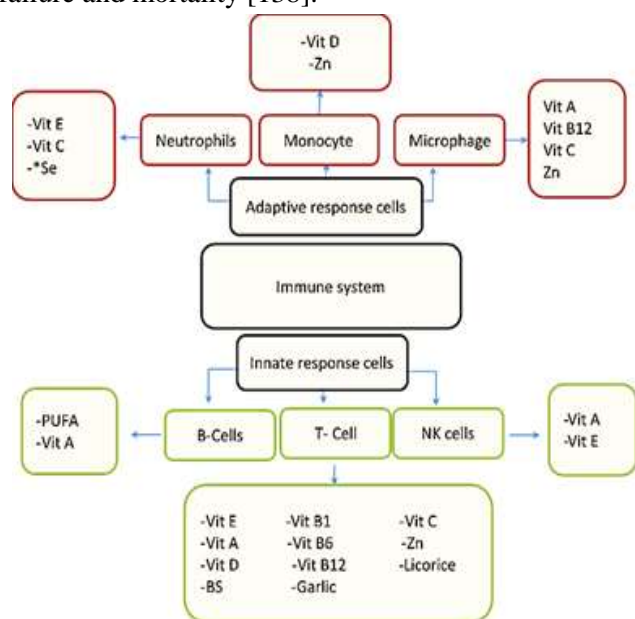 failure and mortality [138].
-Vit D
-Zn
-Vit E
-Vit C
-*Se
Neutrophils
Monocyte
Microphage
Vit A
Vit B12
Vit C
Zn
Adaptive response cells
Immune system
Innate response cells
-PUFA
-Vit A
B-Cells
T- Cell
NK cells
-Vit A
-Vit E
-Vit E -Vit B1 -Vit C
-Vit A -Vit B6 -Zn
-Vit D -Vit B12 -Licorice
-BS -Garlic